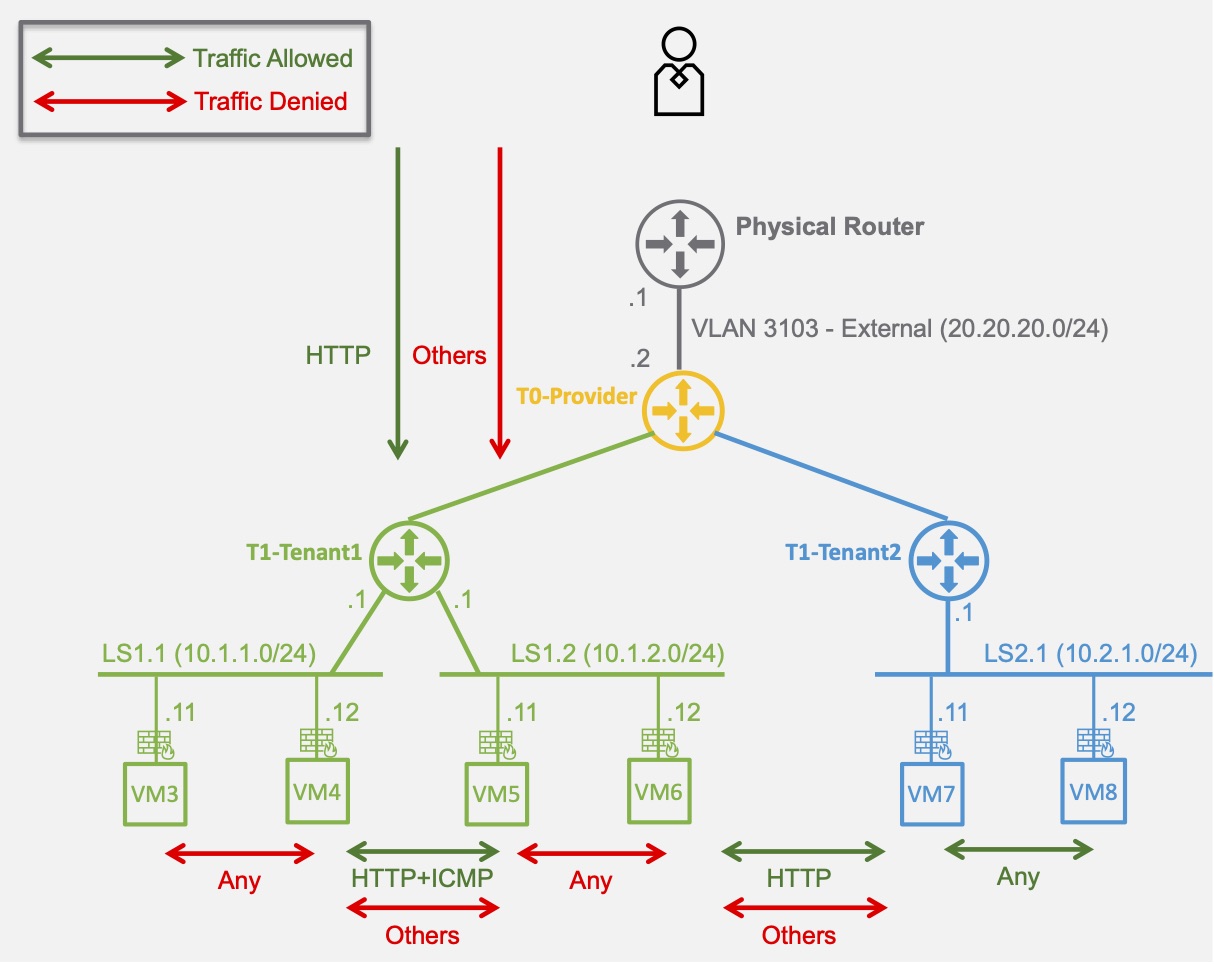 Traffic Allowed
Traffic Denied
Physical Router
.1
VLAN 3103 - External (20.20.20.0/24)
HTTP
Others
.2
T0-Provider
T1-Tenant1
T1-Tenant2
.1
.1
.1
LS1.1 (10.1.1.0/24)
LS1.2 (10.1.2.0/24)
LS2.1 (10.2.1.0/24)
.11
.12
.11
.12
.11
.12
VM3
VM4
VM5
VM6
VM7
VM8
Any
HTTP+ICMP
Any
HTTP
Any
Others
Others